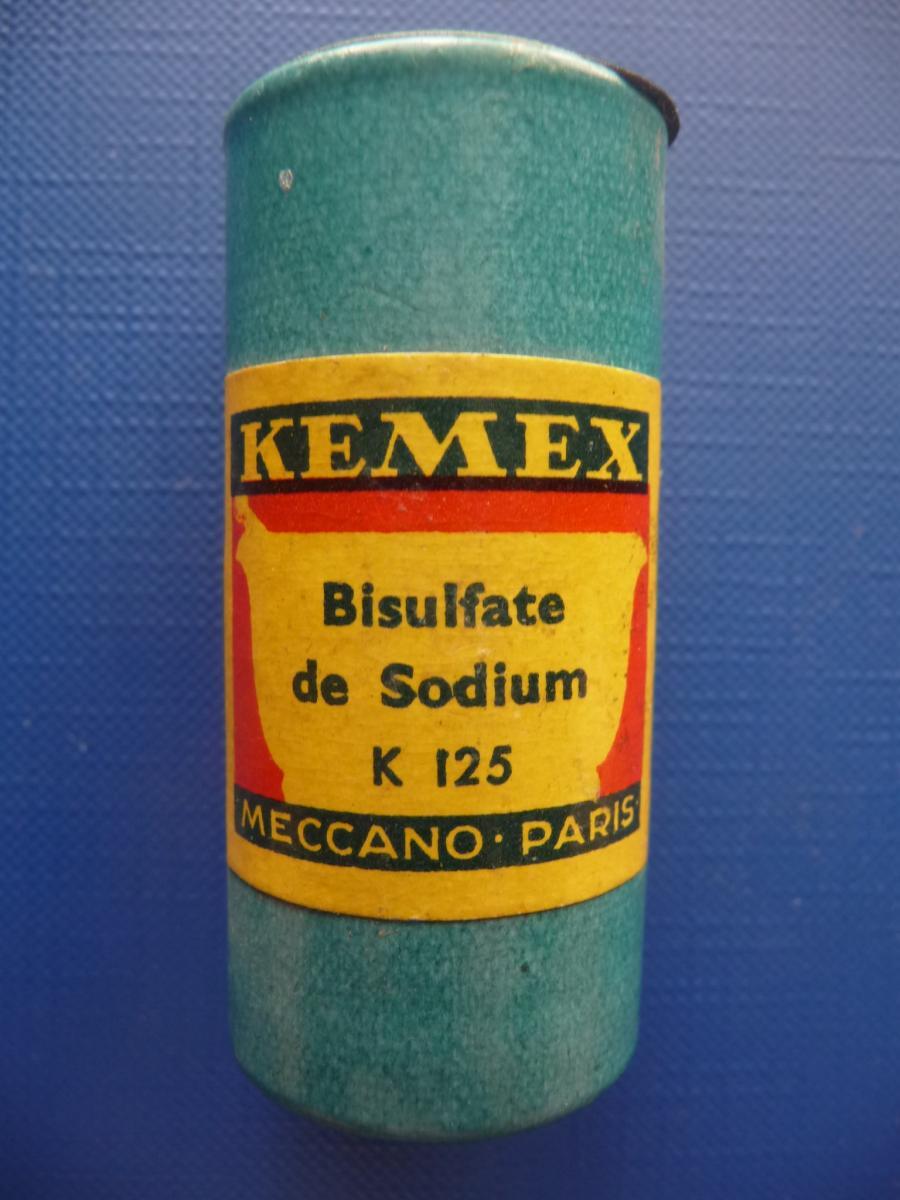 KEMEX
Bisulfate
de Sodium
K 125
MECCANO · PARIS